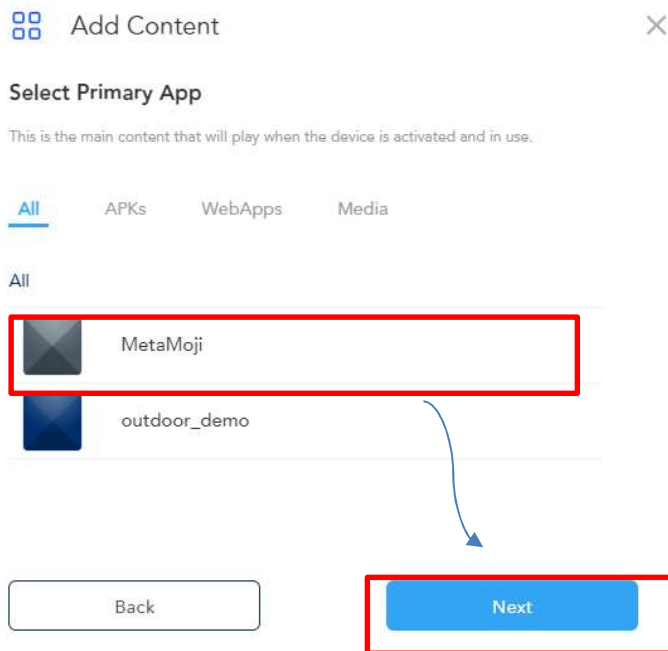 Add Content
Select Primary App
This is the main content that will play when the device is activated and in use.
All APKs WebApps Media
All
MetaMoji
outdoor_demo
Back Next